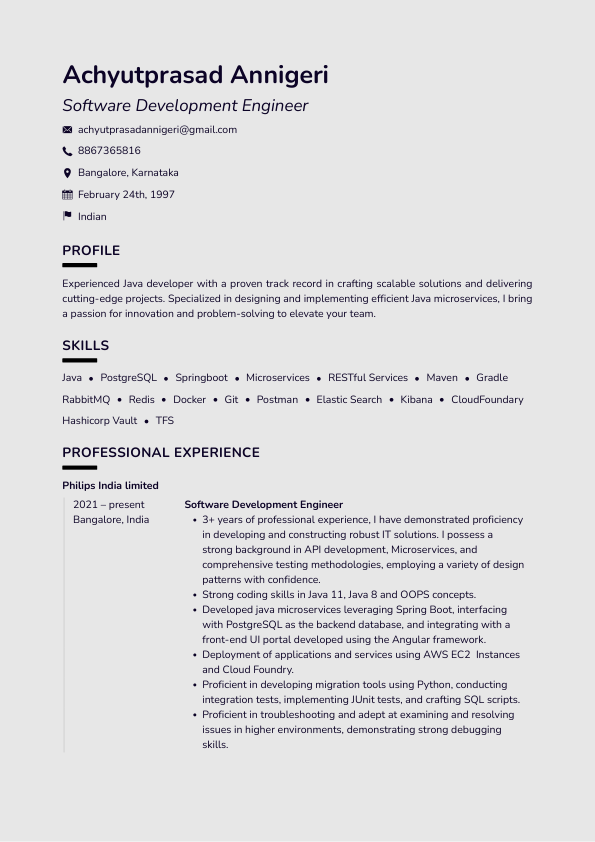 Achyutprasad Annigeri
Software Development Engineer
achyutprasadannigeri@gmail.com
8867365816
Bangalore, Karnataka
February 24th, 1997
Indian
PROFILE
Experienced Java developer with a proven track record in crafting scalable solutions and delivering
cutting-edge projects. Specialized in designing and implementing efficient Java microservices, I bring
a passion for innovation and problem-solving to elevate your team.
SKILLS
Java • PostgreSQL • Springboot • Microservices • RESTful Services • Maven • Gradle
RabbitMQ • Redis • Docker • Git • Postman • Elastic Search • Kibana • CloudFoundary
Hashicorp Vault • TFS
PROFESSIONAL EXPERIENCE
Philips India limited
2021 – present
Bangalore, India
Software Development Engineer
• 3+ years of professional experience, I have demonstrated proficiency
in developing and constructing robust IT solutions. I possess a
strong background in API development, Microservices, and
comprehensive testing methodologies, employing a variety of design
patterns with confidence.
• Strong coding skills in Java 11, Java 8 and OOPS concepts.
• Developed java microservices leveraging Spring Boot, interfacing
with PostgreSQL as the backend database, and integrating with a
front-end UI portal developed using the Angular framework.
• Deployment of applications and services using AWS EC2 Instances
and Cloud Foundry.
• Proficient in developing migration tools using Python, conducting
integration tests, implementing JUnit tests, and crafting SQL scripts.
• Proficient in troubleshooting and adept at examining and resolving
issues in higher environments, demonstrating strong debugging
skills.